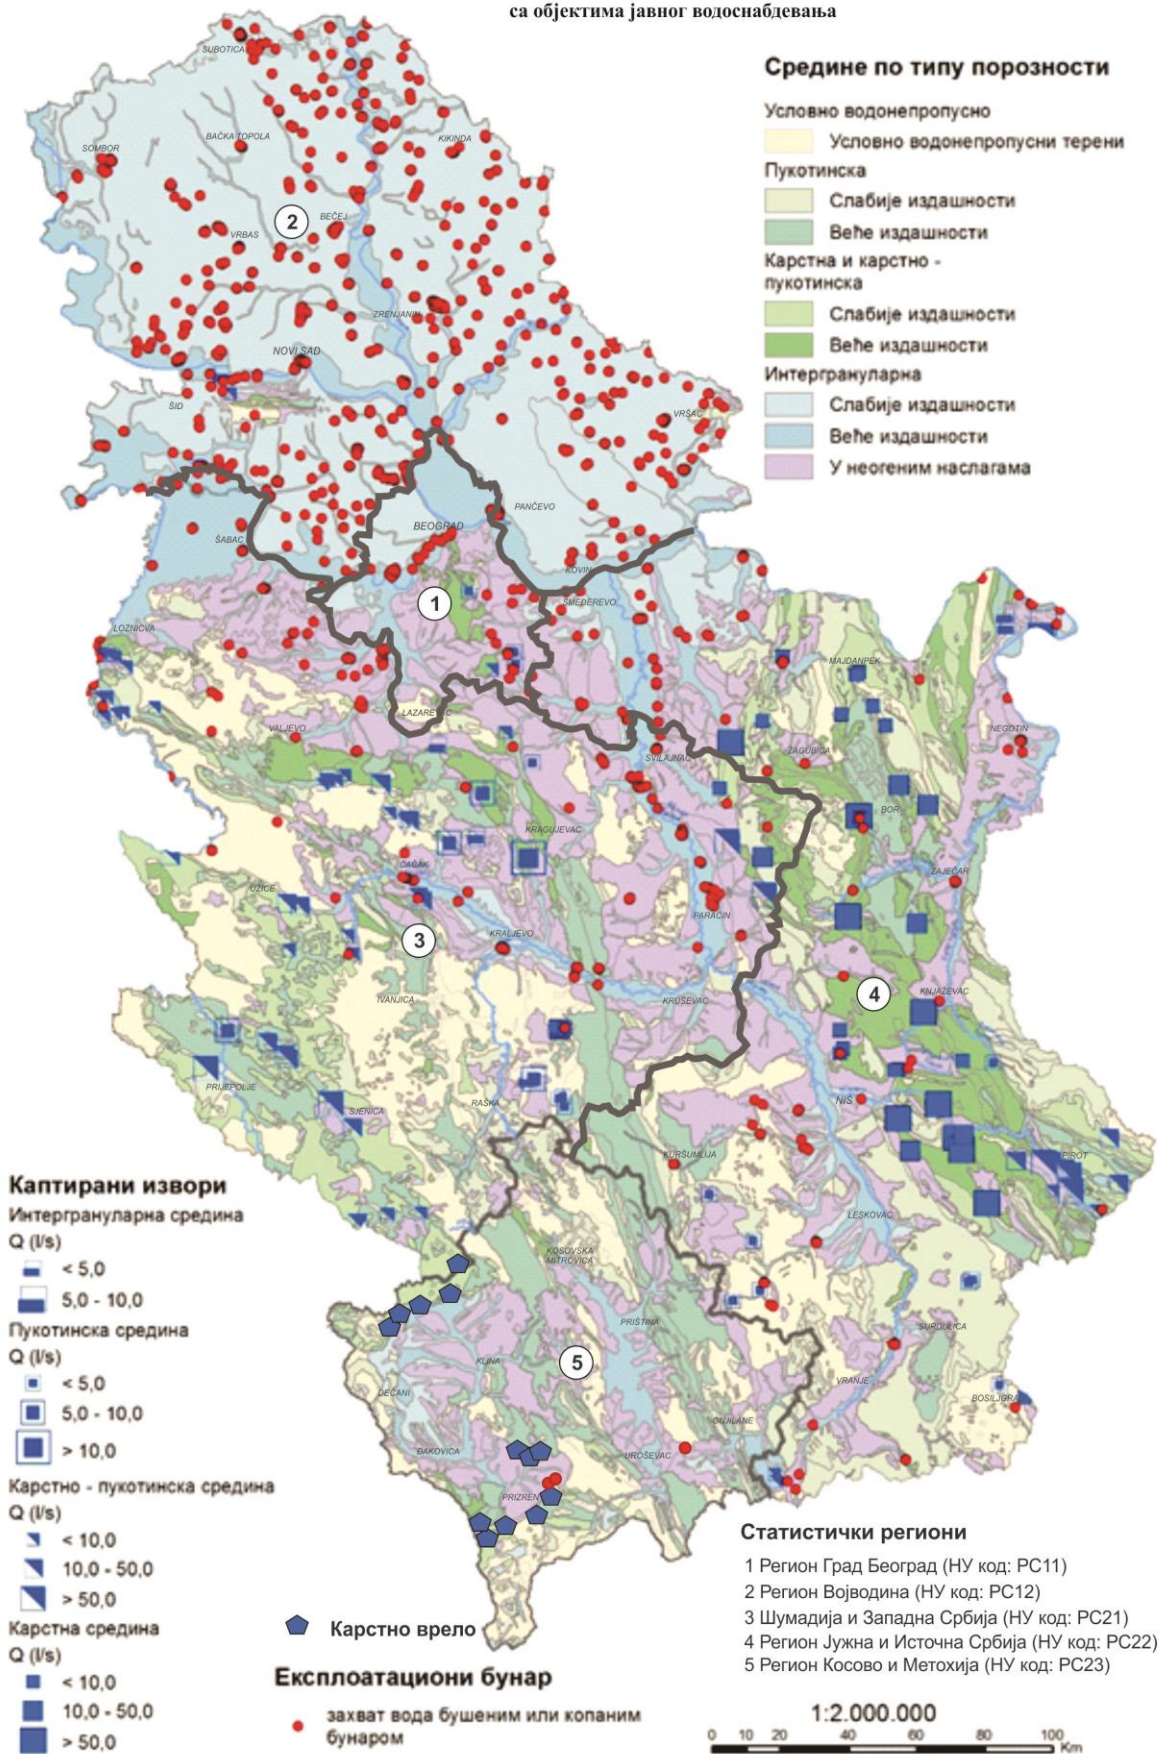 са објектима јавног водоснабдевања
Средине по типу порозности
Условно водонепропусно
Условно водонепропусни терени
Пукотинска
Слабије издашности
Веће издашности
Карстна и карстно -
пукотинска
Слабије издашности
Веће издашности
Интергрануларна
Слабије издашности
Веће издашности
У неогеним наслагама
SUBOTICA
SOMBOR
BAČKA TOPOLA
KIKINDA
2
BEČEJ
VRBAS
ZRENJANIN
NOVI SAD
ŠID
VRŠAC
PANČEVO
BEOGRAD
ŠABAC
KOVIN
1
SMEDEREVO
LOZNICVA
MAJDANPEK
LAZAREVAC
VALJEVO
NEGOTIN
ŽAGUBICA
SVILAJNAC
BOR
KRAGUJEVAC
ČAČAK
ZAJEČAR
UŽICE
PARAĆIN
3
KRALJEVO
4
KNJAŽEVAC
IVANJICA
KRUŠEVAC
PRIJEPOLJE
RAŠKA
NIŠ
SJENICA
KURŠUMLIJA
PIROT
LESKOVAC
KOSOVSKA
MITROVICA
PRIŠTINA
SURDULICA
KLINA
5
DEČANI
VRANJE
BOSILJGRAD
GNJILANE
ĐAKOVICA
UROŠEVAC
PRIZREN
Каптирани извори
Интергрануларна средина
Q (l/s)
< 5,0
5,0 - 10,0
Пукотинска средина
Q (l/s)
< 5,0
5,0 - 10,0
> 10,0
Карстно - пукотинска средина
Q (l/s)
< 10,0
10,0 - 50,0
> 50,0
Карстна средина
Q (l/s)
< 10,0
10,0 - 50,0
> 50,0
Карстно врело
Експлоатациони бунар
захват вода бушеним или копаним
бунаром
Статистички региони
1 Регион Град Београд (НУ код: РС11)
2 Регион Војводина (НУ код: РС12)
3 Шумадија и Западна Србија (НУ код: РС21)
4 Регион Јужна и Источна Србија (НУ код: РС22)
5 Регион Косово и Метохија (НУ код: РС23)
1:2.000.000
0 10 20 40 60 80 100
Km